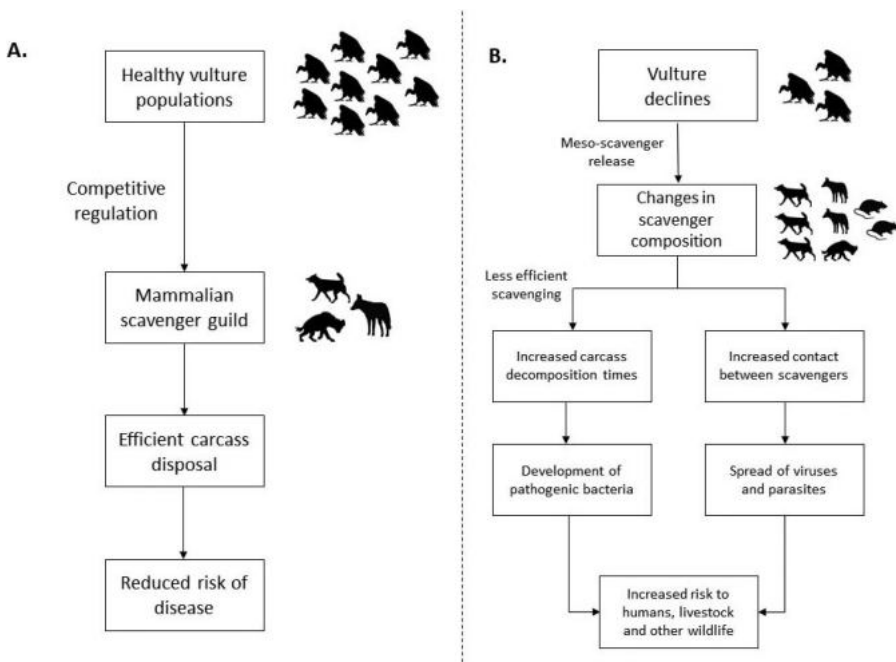 A.
Healthy vulture
populations
Competitive
regulation
Mammalian
scavenger guild
Efficient carcass
disposal
Reduced risk of
disease
B.
Vulture
declines
Meso-scavenger
release
Changes in
scavenger
composition
Less efficient
scavenging
Increased carcass
decomposition times
Increased contact
between scavengers
Development of
pathogenic bacteria
Spread of viruses
and parasites
Increased risk to
humans, livestock
and other wildlife